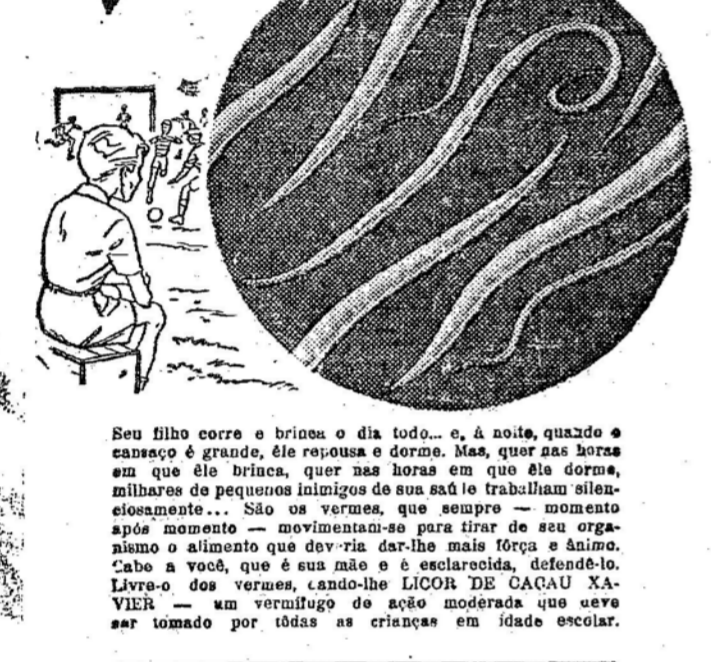 Seu filho corre e brinca o dia todo... e, à noite, quando o
cansaço é grande, êle repousa e dorme. Mas, quer nas horas
em que êle brinca, quer nas horas em que êle dorme,
milhares de pequenos inimigos de sua saúde trabalham silen-
ciosamente... São os vermes, que sempre — momento
após momento — movimentam-se para tirar de seu orga-
nismo o alimento que deveria dar-lhe mais fôrça e ânimo.
Cabe a você, que é sua mãe e é esclarecida, defendê-lo.
Livre-o dos vermes, dando-lhe LICOR DE CACAU XA-
VIER — um vermífugo de ação moderada que deve
ser tomado por tôdas as crianças em idade escolar.